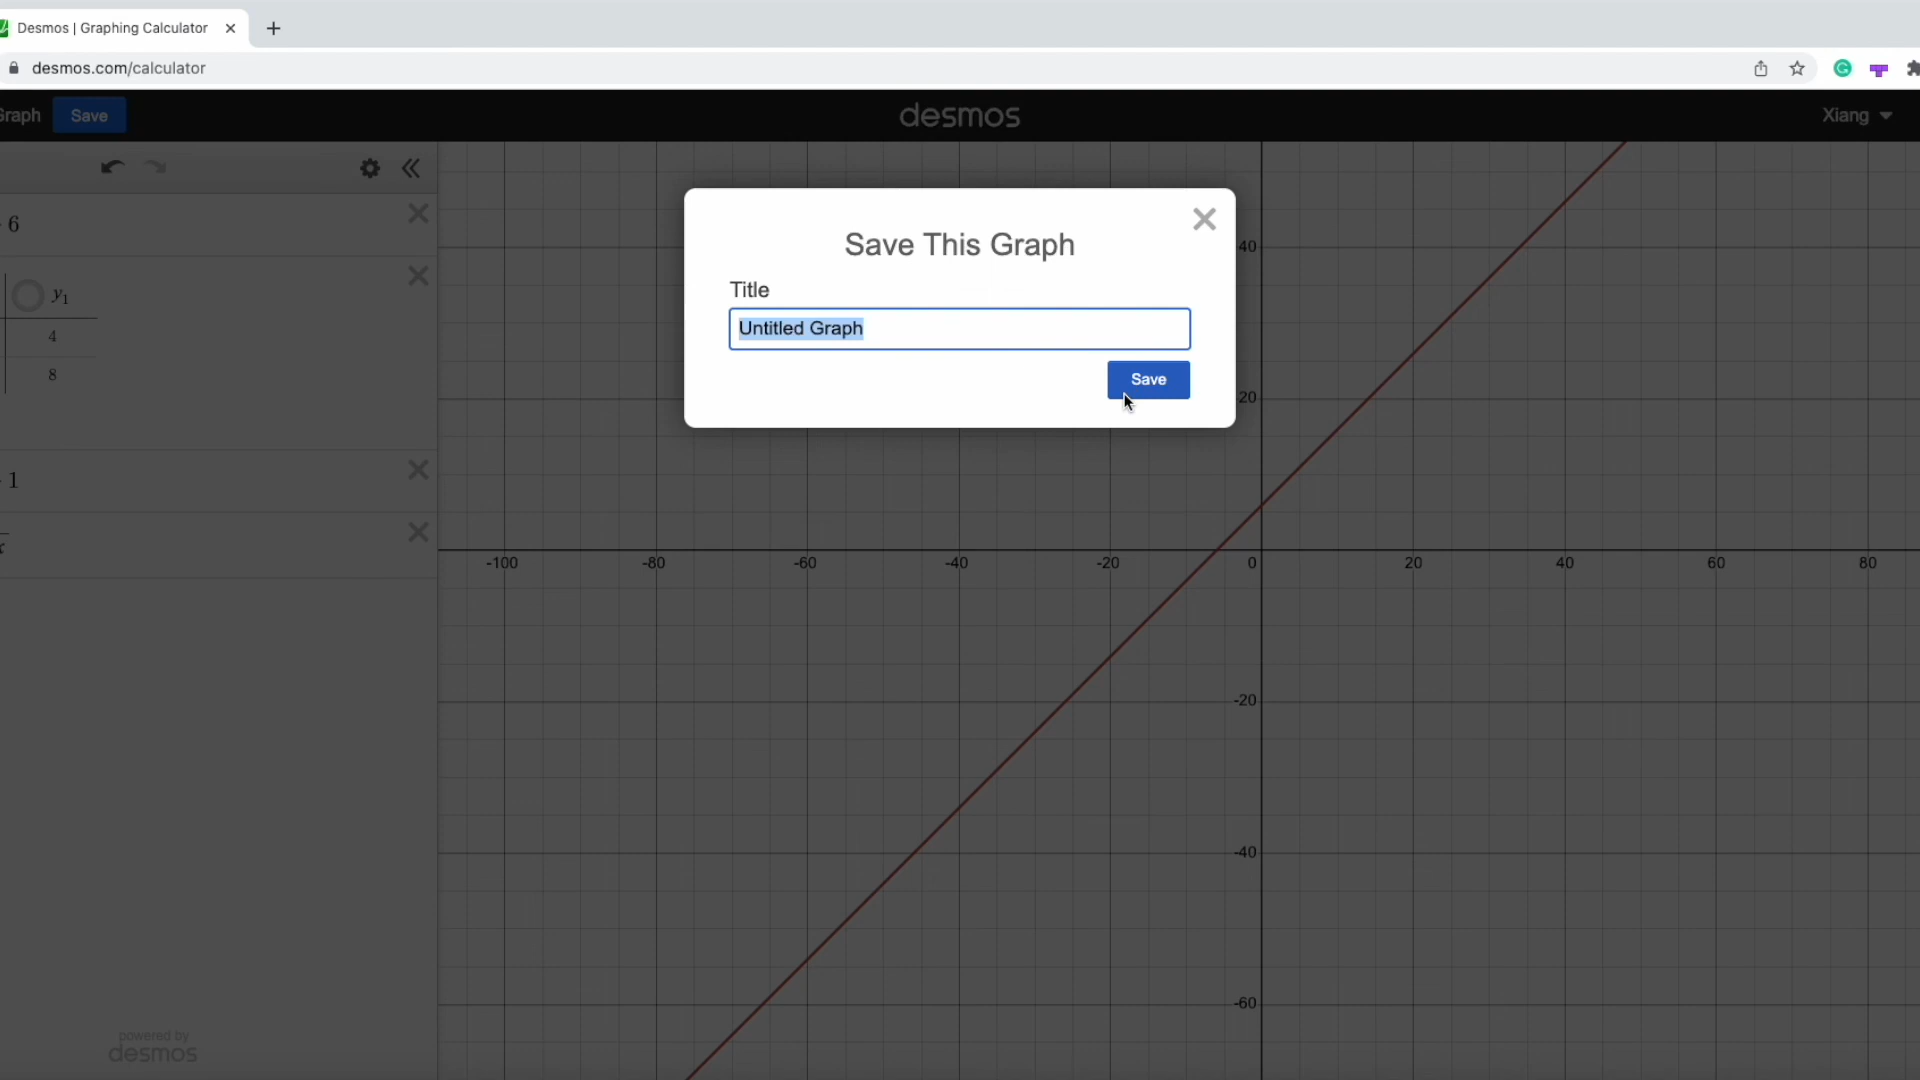 Desmos | Graphing Calculator
desmos.com/calculator
Graph Save desmos Xiang
6
y1
4
8
1
Save This Graph
Title
Untitled Graph
Save
40
20
-100 -80 -60 -40 -20 0 20 40 60 80
-20
-40
-60
powered by
desmos